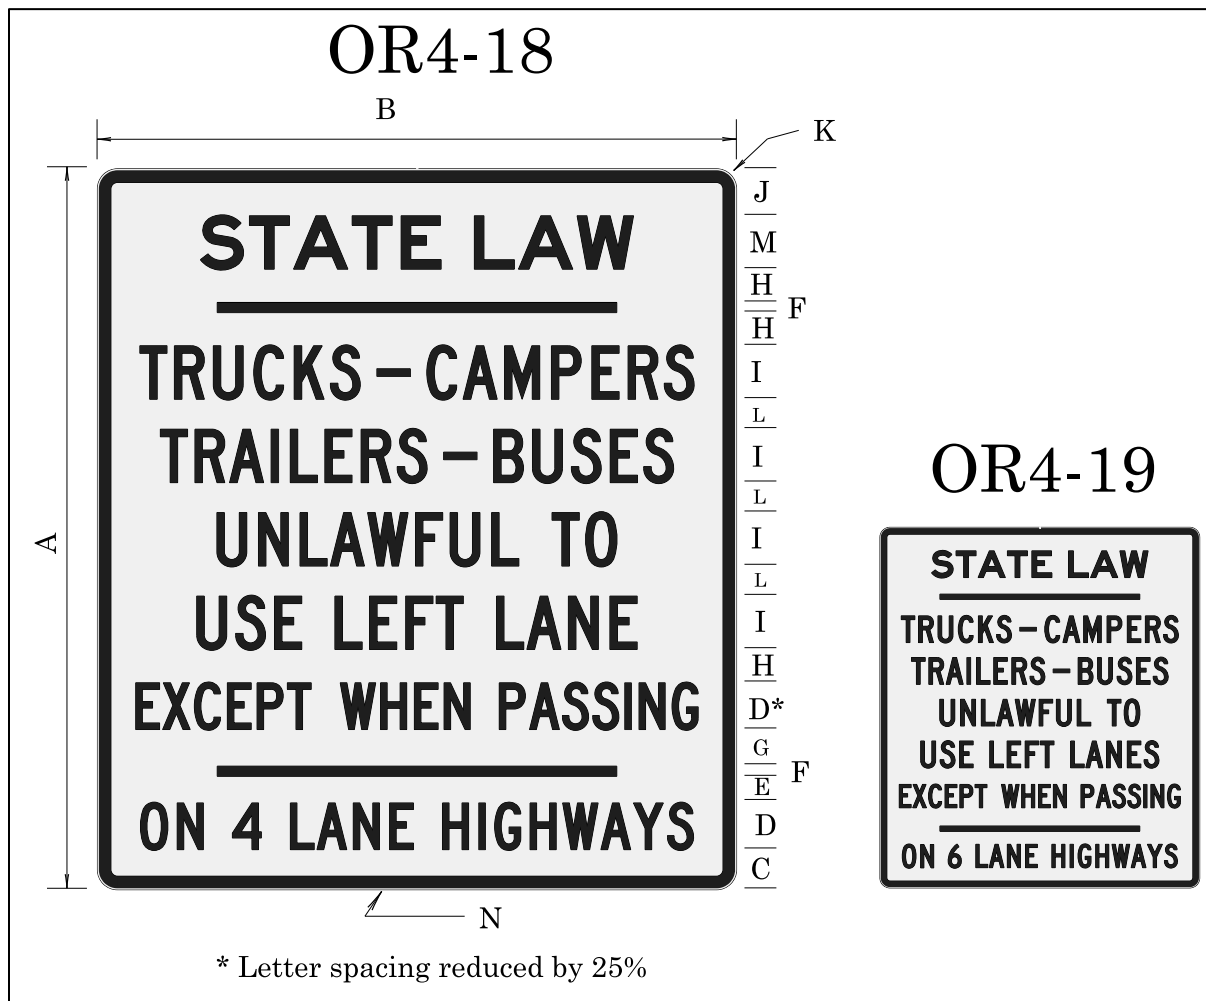 OR4-18
B
K
A
STATE LAW
TRUCKS – CAMPERS
TRAILERS – BUSES
UNLAWFUL TO
USE LEFT LANE
EXCEPT WHEN PASSING
ON 4 LANE HIGHWAYS
J
M
H
F
H
I
L
I
L
I
L
I
H
D*
G
F
E
D
C
N
* Letter spacing reduced by 25%
OR4-19
STATE LAW
TRUCKS – CAMPERS
TRAILERS – BUSES
UNLAWFUL TO
USE LEFT LANES
EXCEPT WHEN PASSING
ON 6 LANE HIGHWAYS